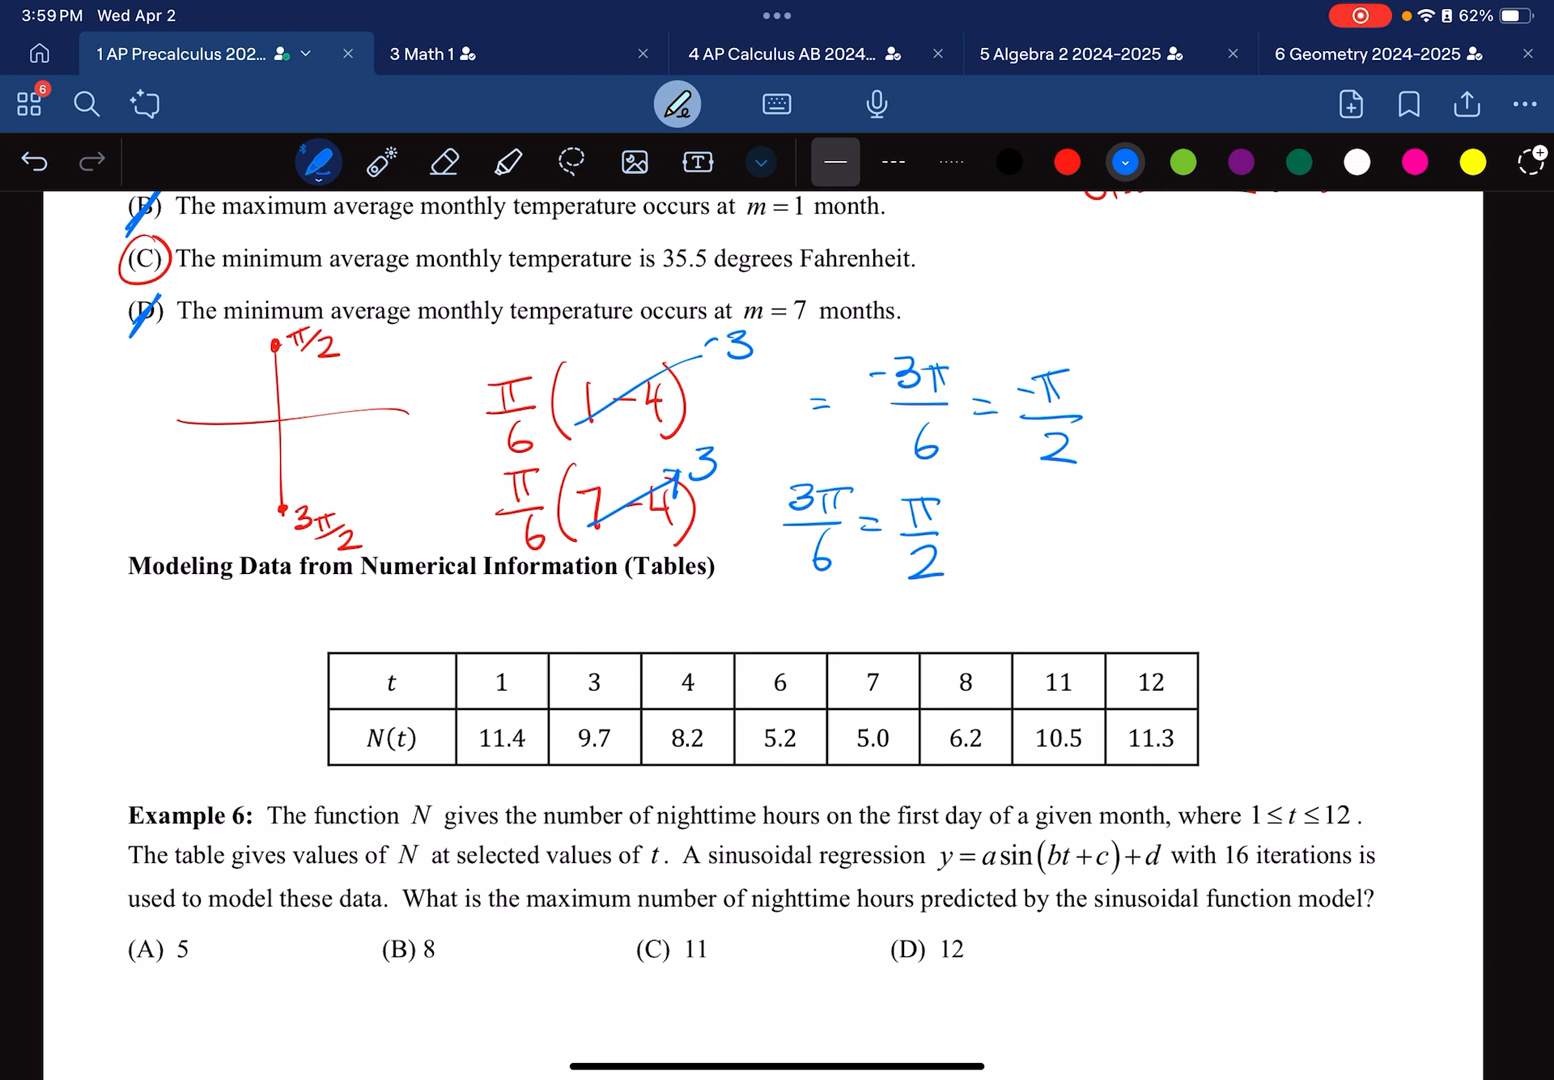 3:59 PM Wed Apr 2
62%
1 AP Precalculus 202...
3 Math 1
4 AP Calculus AB 2024...
5 Algebra 2 2024-2025
6 Geometry 2024-2025
6
T
(B) The maximum average monthly temperature occurs at m = 1 month.
(C) The minimum average monthly temperature is 35.5 degrees Fahrenheit.
(D) The minimum average monthly temperature occurs at m = 7 months.
π/2
3π/2
π/6 (1-4) -3 = -3π/6 = -π/2
π/6 (7-4) 3 3π/6 = π/2
Modeling Data from Numerical Information (Tables)
t 1 3 4 6 7 8 11 12
N(t) 11.4 9.7 8.2 5.2 5.0 6.2 10.5 11.3
Example 6: The function N gives the number of nighttime hours on the first day of a given month, where 1 ≤ t ≤ 12.
The table gives values of N at selected values of t. A sinusoidal regression y = a sin(bt + c) + d with 16 iterations is
used to model these data. What is the maximum number of nighttime hours predicted by the sinusoidal function model?
(A) 5 (B) 8 (C) 11 (D) 12